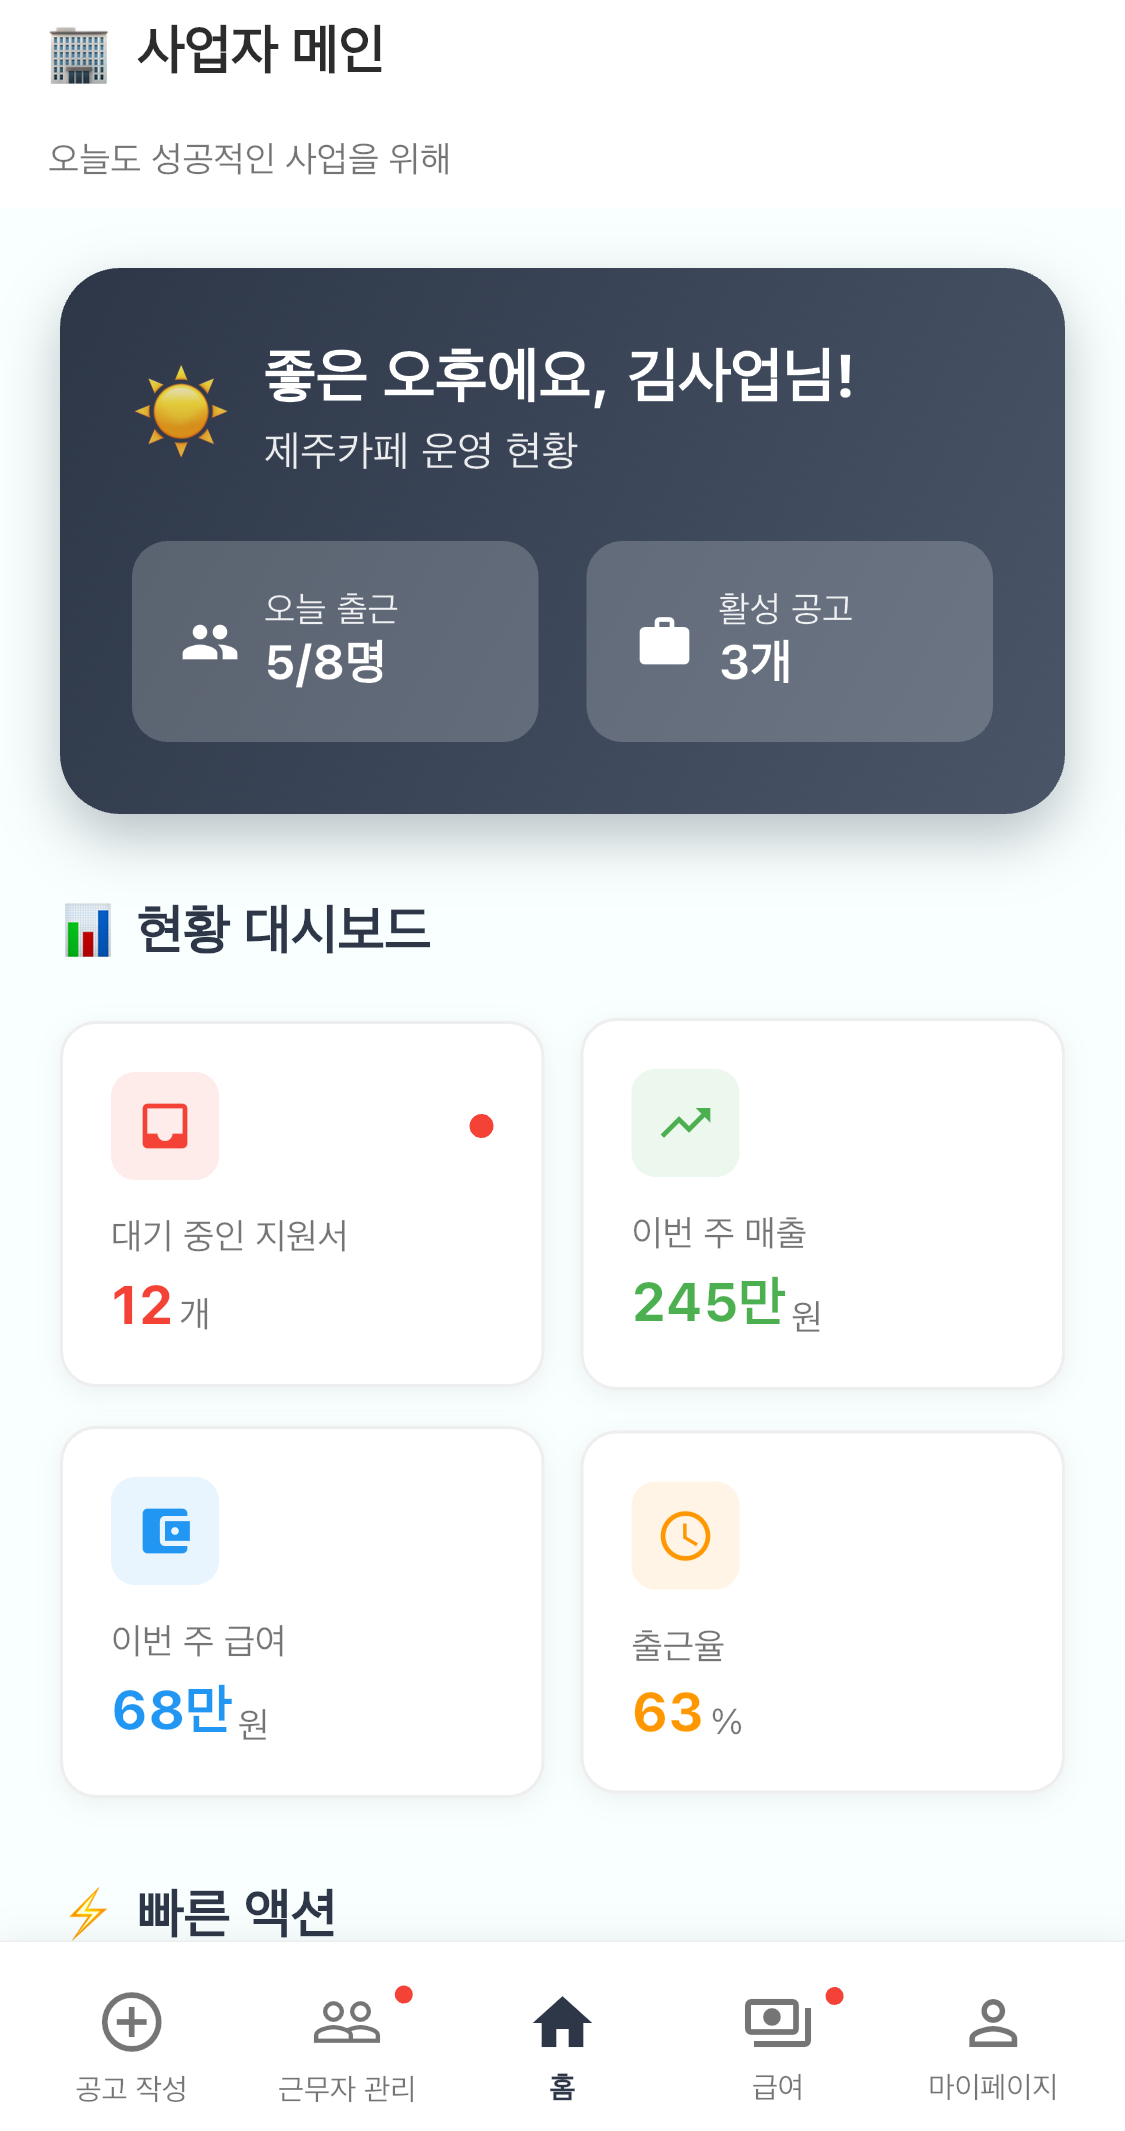 사업자 메인
오늘도 성공적인 사업을 위해
좋은 오후에요, 김사업님!
제주카페 운영 현황
오늘 출근
5/8명
활성 공고
3개
현황 대시보드
대기 중인 지원서
12 개
이번 주 매출
245만 원
이번 주 급여
68만 원
출근율
63 %
빠른 액션
공고 작성
근무자 관리
홈
급여
마이페이지